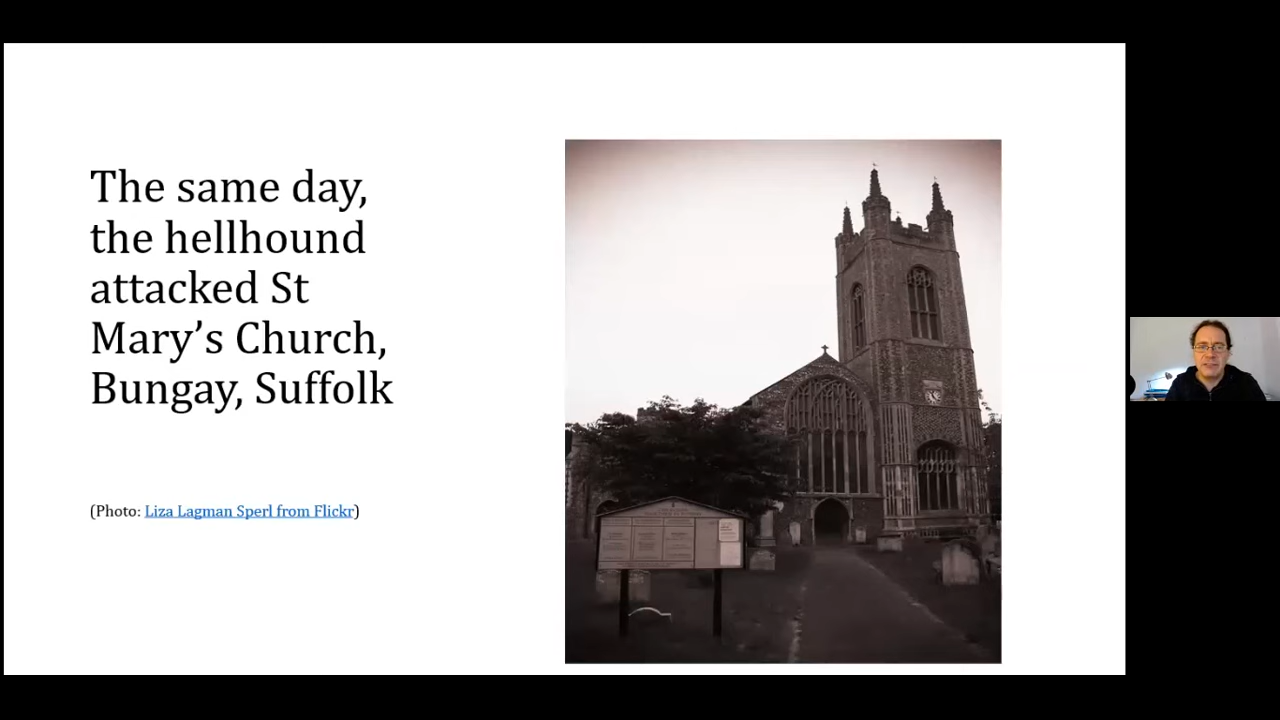 The same day,
the hellhound
attacked St
Mary’s Church,
Bungay, Suffolk
(Photo: Liza Lagman Sperl from Flickr)